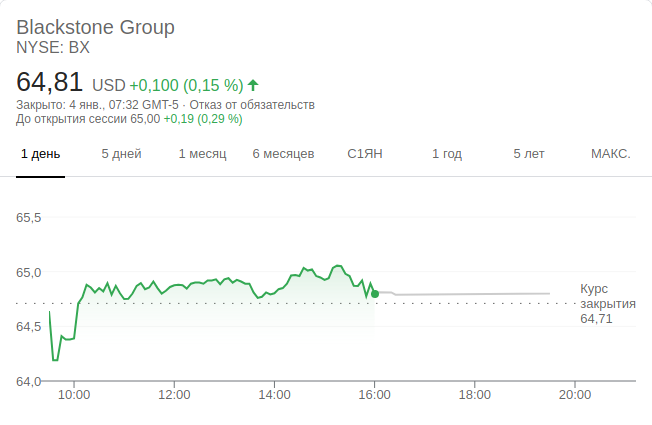 Blackstone Group
NYSE: BX
64,81 USD +0,100 (0,15 %)
Закрыто: 4 янв., 07:32 GMT-5 · Отказ от обязательств
До открытия сессии 65,00 +0,19 (0,29 %)
1 день 5 дней 1 месяц 6 месяцев С1ЯН 1 год 5 лет МАКС.
65,5
65,0
Курс
закрытия
64,71
64,5
64,0
10:00 12:00 14:00 16:00 18:00 20:00